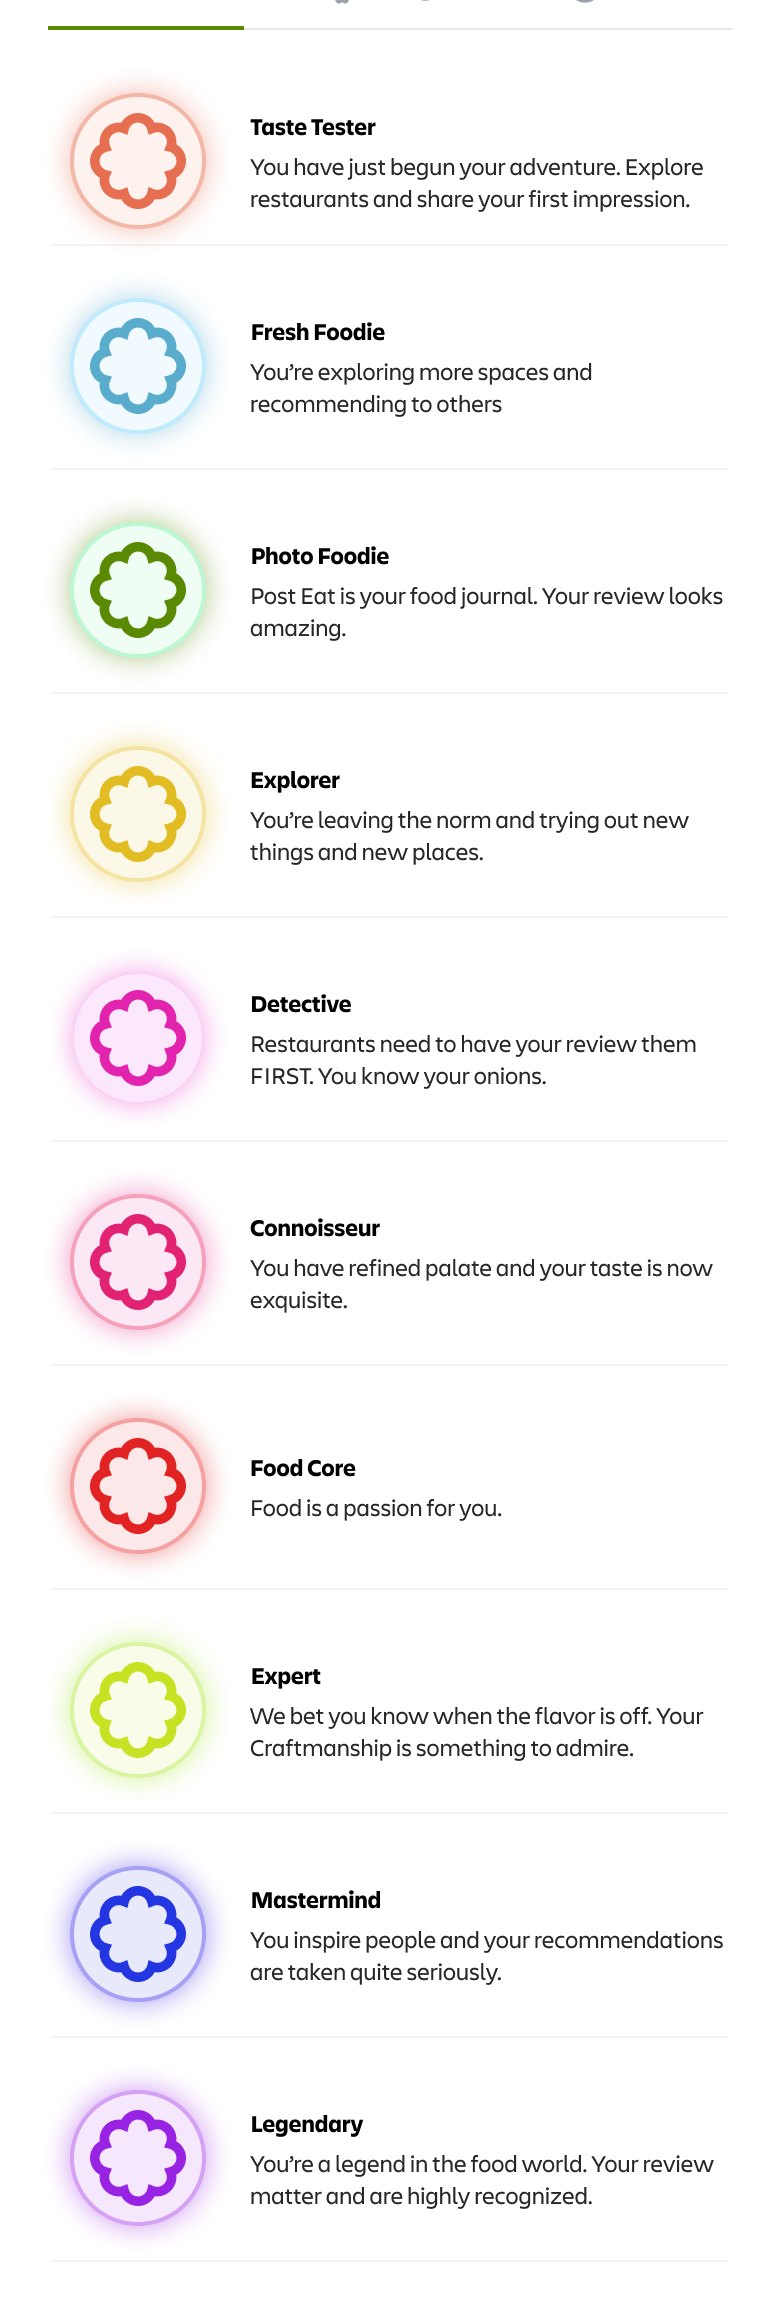 Taste Tester
You have just begun your adventure. Explore
restaurants and share your first impression.
Fresh Foodie
You’re exploring more spaces and
recommending to others
Photo Foodie
Post Eat is your food journal. Your review looks
amazing.
Explorer
You’re leaving the norm and trying out new
things and new places.
Detective
Restaurants need to have your review them
FIRST. You know your onions.
Connoisseur
You have refined palate and your taste is now
exquisite.
Food Core
Food is a passion for you.
Expert
We bet you know when the flavor is off. Your
Craftmanship is something to admire.
Mastermind
You inspire people and your recommendations
are taken quite seriously.
Legendary
You’re a legend in the food world. Your review
matter and are highly recognized.